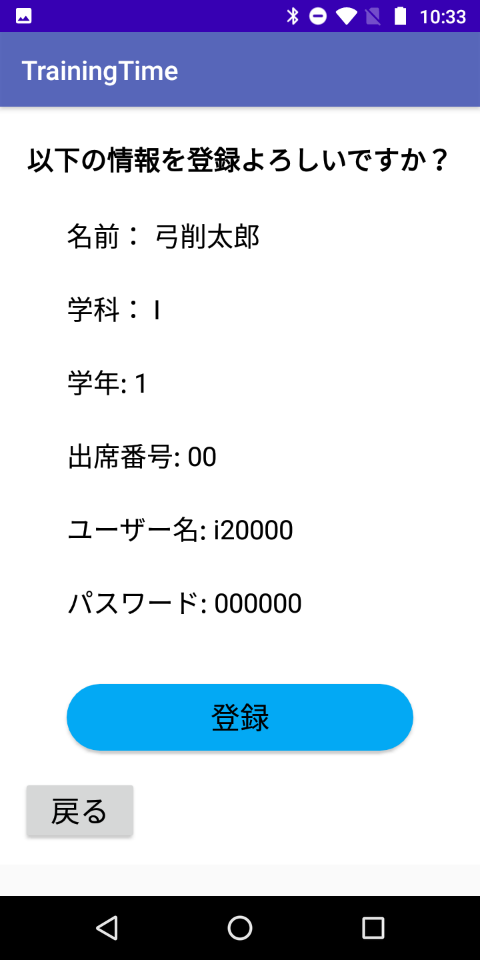 10:33
TrainingTime
以下の情報を登録よろしいですか？
名前： 弓削太郎
学科： I
学年: 1
出席番号: 00
ユーザー名: i20000
パスワード: 000000
登録
戻る